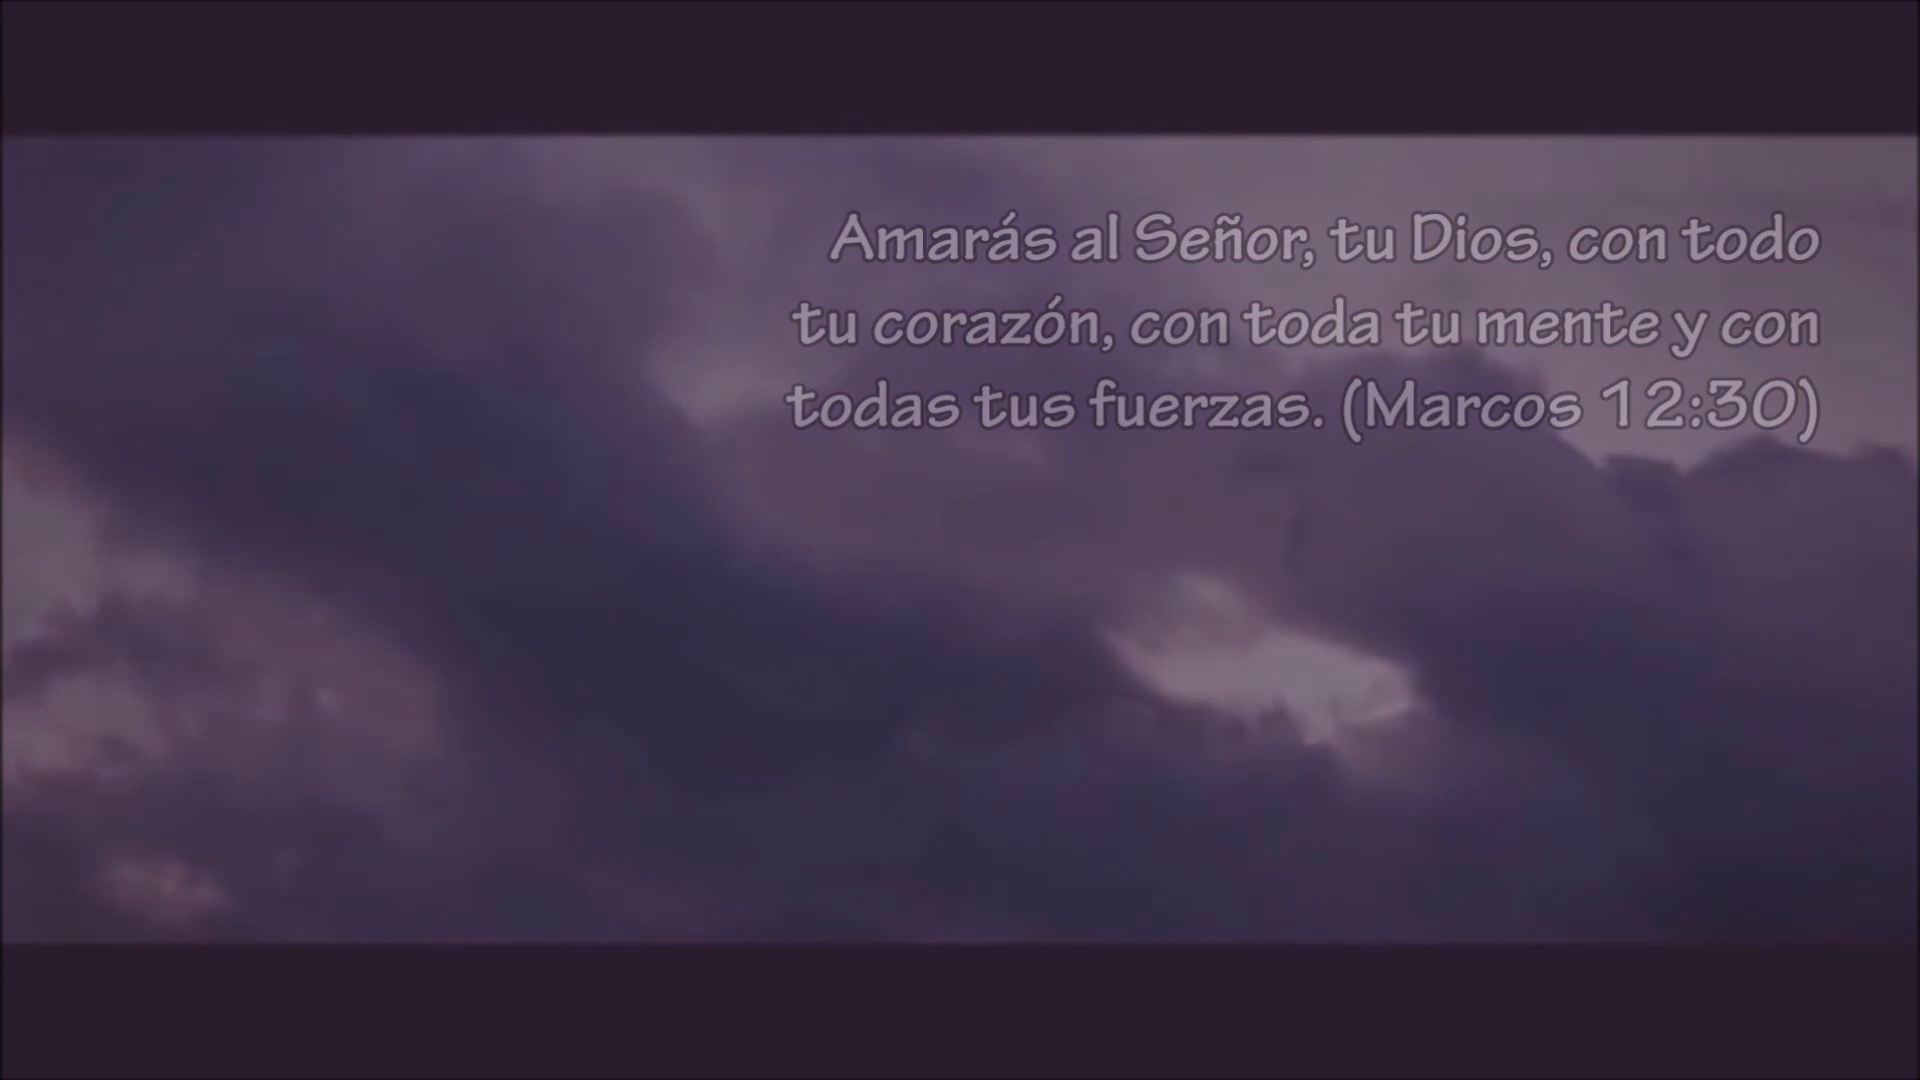 Amarás al Señor, tu Dios, con todo
tu corazón, con toda tu mente y con
todas tus fuerzas. (Marcos 12:30)